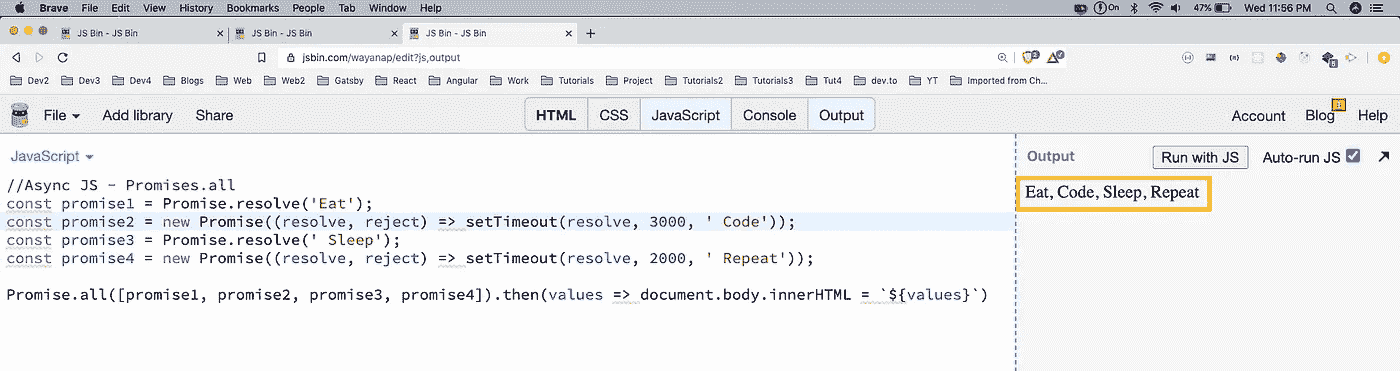 Brave File Edit View History Bookmarks People Tab Window Help On 47% Wed 11:56 PM
JS Bin - JS Bin JS Bin - JS Bin JS Bin - JS Bin
jsbin.com/wayanap/edit?js,output
Dev2 Dev3 Dev4 Blogs Web Web2 Gatsby React Angular Work Tutorials Project Tutorials2 Tutorials3 Tut4 dev.to YT Imported from Ch...
File Add library Share HTML CSS JavaScript Console Output Account Blog Help
JavaScript Output Run with JS Auto-run JS
//Async JS - Promises.all
const promise1 = Promise.resolve('Eat');
const promise2 = new Promise((resolve, reject) => setTimeout(resolve, 3000, ' Code'));
const promise3 = Promise.resolve(' Sleep');
const promise4 = new Promise((resolve, reject) => setTimeout(resolve, 2000, ' Repeat'));
Promise.all([promise1, promise2, promise3, promise4]).then(values => document.body.innerHTML = `${values}`)
Eat, Code, Sleep, Repeat